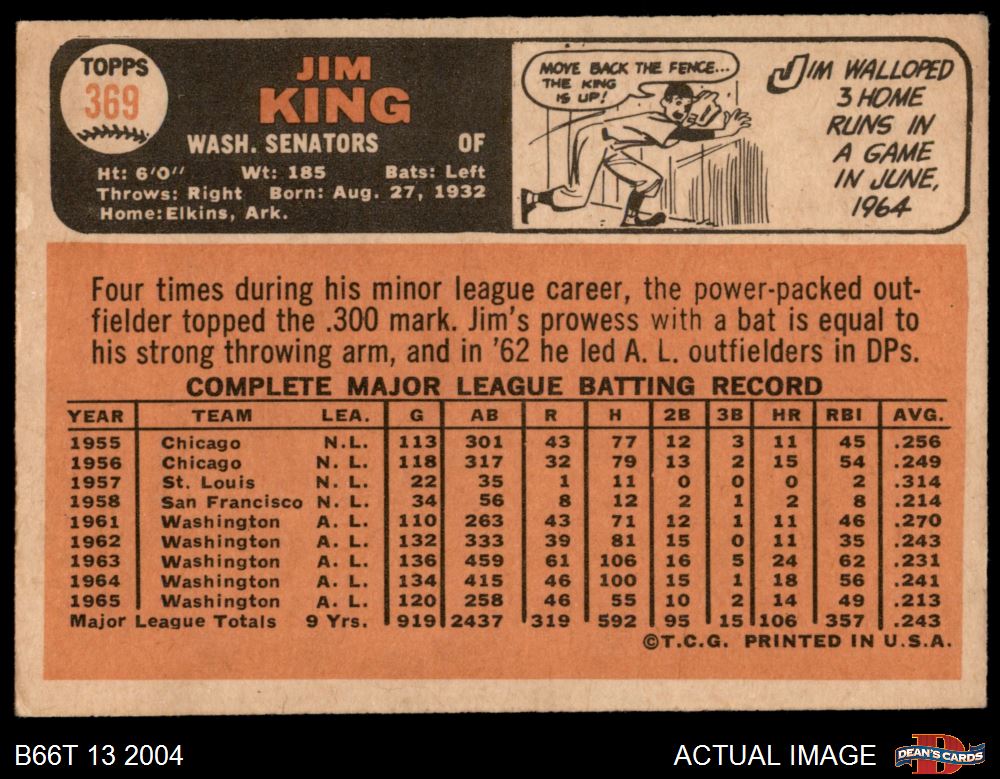 TOPPS
369
JIM
KING
WASH. SENATORS OF
Ht: 6'0" Wt: 185 Bats: Left
Throws: Right Born: Aug. 27, 1932
Home:Elkins, Ark.
MOVE BACK THE FENCE...
THE KING
IS UP!
JIM WALLOPED
3 HOME
RUNS IN
A GAME
IN JUNE,
1964
Four times during his minor league career, the power-packed out-
fielder topped the .300 mark. Jim's prowess with a bat is equal to
his strong throwing arm, and in '62 he led A. L. outfielders in DPs.
COMPLETE MAJOR LEAGUE BATTING RECORD
YEAR TEAM LEA. G AB R H 2B 3B HR RBI AVG.
1955 Chicago N.L. 113 301 43 77 12 3 11 45 .256
1956 Chicago N. L. 118 317 32 79 13 2 15 54 .249
1957 St. Louis N. L. 22 35 1 11 0 0 0 2 .314
1958 San Francisco N. L. 34 56 8 12 2 1 2 8 .214
1961 Washington A. L. 110 263 43 71 12 1 11 46 .270
1962 Washington A. L. 132 333 39 81 15 0 11 35 .243
1963 Washington A. L. 136 459 61 106 16 5 24 62 .231
1964 Washington A. L. 134 415 46 100 15 1 18 56 .241
1965 Washington A. L. 120 258 46 55 10 2 14 49 .213
Major League Totals 9 Yrs. 919 2437 319 592 95 15 106 357 .243
©T.C.G. PRINTED IN U.S.A.
B66T 13 2004 ACTUAL IMAGE DEAN'S CARDS